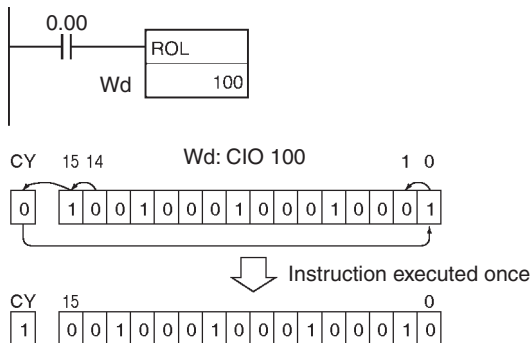 0.00
ROL
Wd 100
CY 15 14 Wd: CIO 100 1 0
0 1 0 0 1 0 0 0 1 0 0 0 1 0 0 0 1
Instruction executed once
CY 15 0
1 0 0 1 0 0 0 1 0 0 0 1 0 0 0 1 0